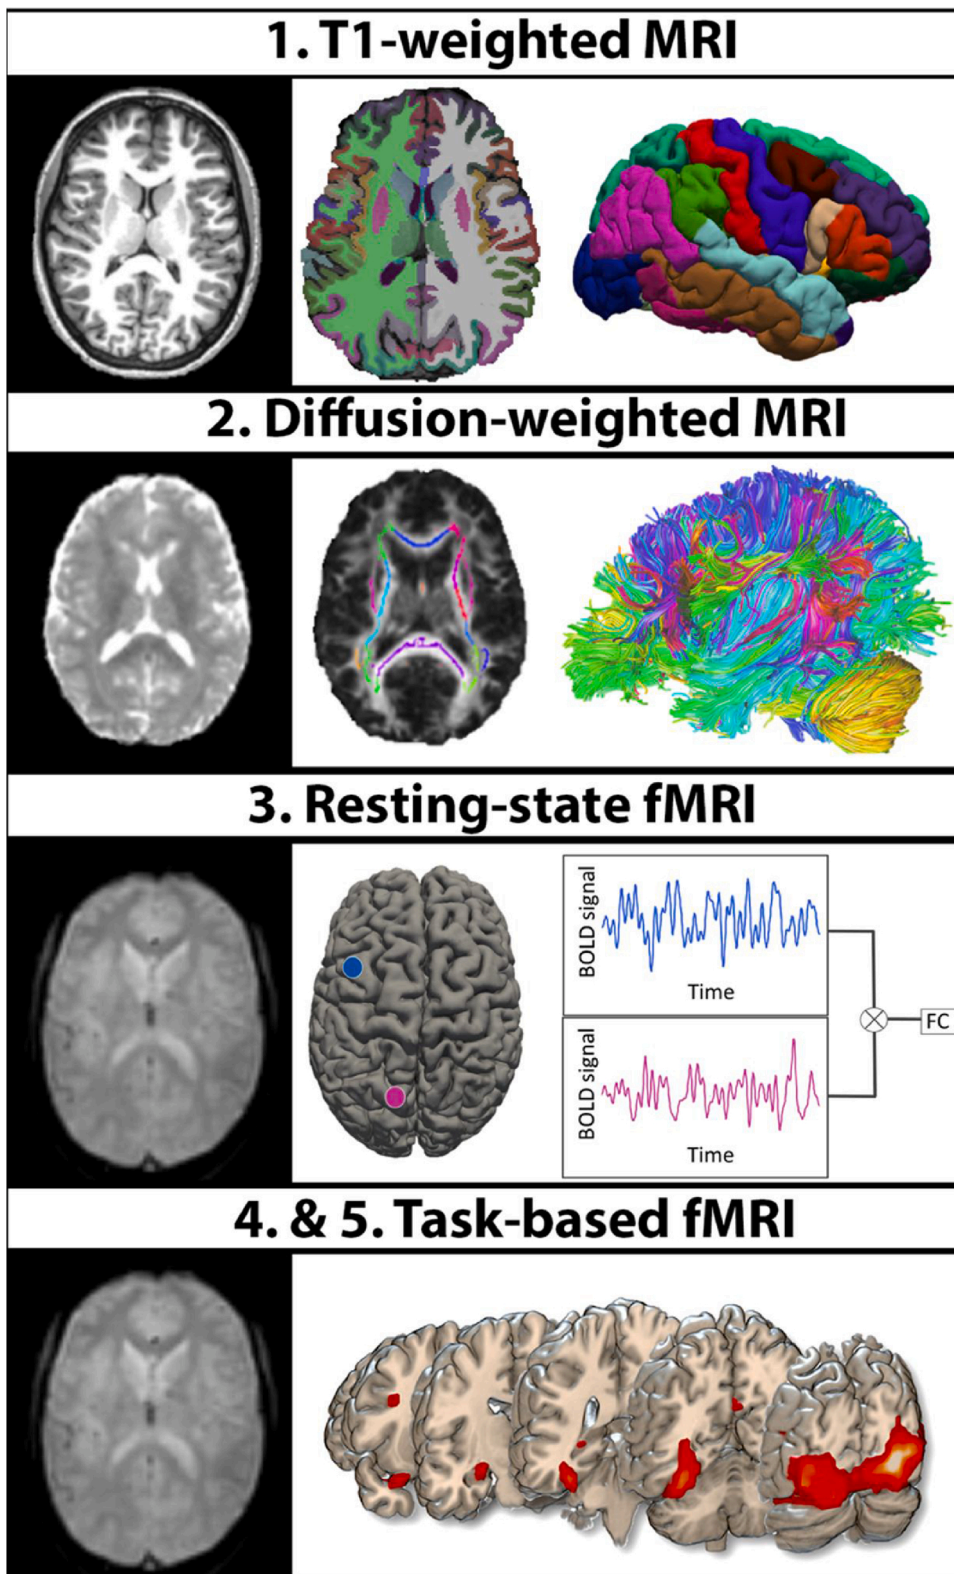 1. T1-weighted MRI
2. Diffusion-weighted MRI
3. Resting-state fMRI
BOLD signal
Time
BOLD signal
Time
FC
4. & 5. Task-based fMRI